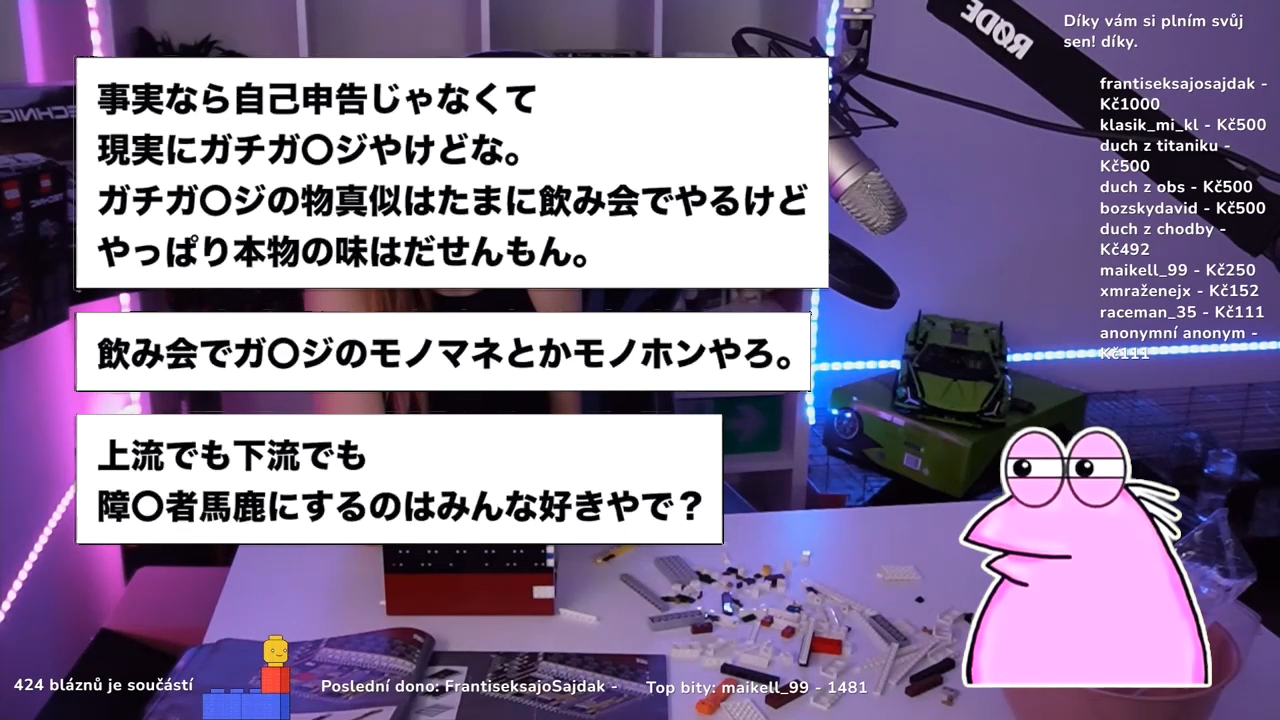 事実なら自己申告じゃなくて
現実にガチガ〇ジやけどな。
ガチガ〇ジの物真似はたまに飲み会でやるけど
やっぱり本物の味はだせんもん。
飲み会でガ〇ジのモノマネとかモノホンやろ。
上流でも下流でも
障〇者馬鹿にするのはみんな好きやで？
RØDE
Díky vám si plním svůj
sen! díky.
frantiseksajosajdak -
Kč1000
klasik_mi_kl - Kč500
duch z titaniku -
Kč500
duch z obs - Kč500
bozskydavid - Kč500
duch z chodby -
Kč492
maikell_99 - Kč250
xmraženejx - Kč152
raceman_35 - Kč111
anonymní anonym -
Kč111
424 bláznů je součástí
Poslední dono: FrantiseksajoSajdak -
Top bity: maikell_99 - 1481